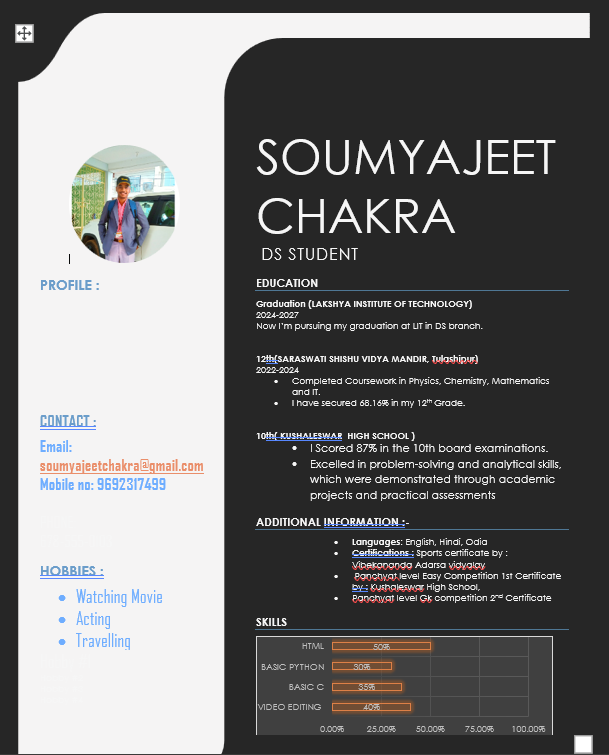 SOUMYAJEET
CHAKRA
DS STUDENT
PROFILE :
CONTACT :
Email:
soumyajeetchakra@gmail.com
Mobile no: 9692317499
HOBBIES :
Watching Movie
Acting
Travelling
EDUCATION
Graduation (LAKSHYA INSTITUTE OF TECHNOLOGY)
2024-2027
Now I'm pursuing my graduation at LIT in DS branch.
12th(SARASWATI SHISHU VIDYA MANDIR, Tulashipur)
2022-2024
Completed Coursework in Physics, Chemistry, Mathematics
and IT.
I have secured 68.16% in my 12th Grade.
10th( KUSHALESWAR HIGH SCHOOL )
I Scored 87% in the 10th board examinations.
Excelled in problem-solving and analytical skills,
which were demonstrated through academic
projects and practical assessments
ADDITIONAL INFORMATION :-
Languages: English, Hindi, Odia
Certifications : Sports certificate by :
Vibekananda Adarsa vidyalay
Panchyat level Easy Competition 1st Certificate
by : Kushaleswar High School,
Panchyat level Gk competition 2nd Certificate
SKILLS
HTML 50%
BASIC PYTHON 30%
BASIC C 35%
VIDEO EDITING 40%
0.00% 25.00% 50.00% 75.00% 100.00%